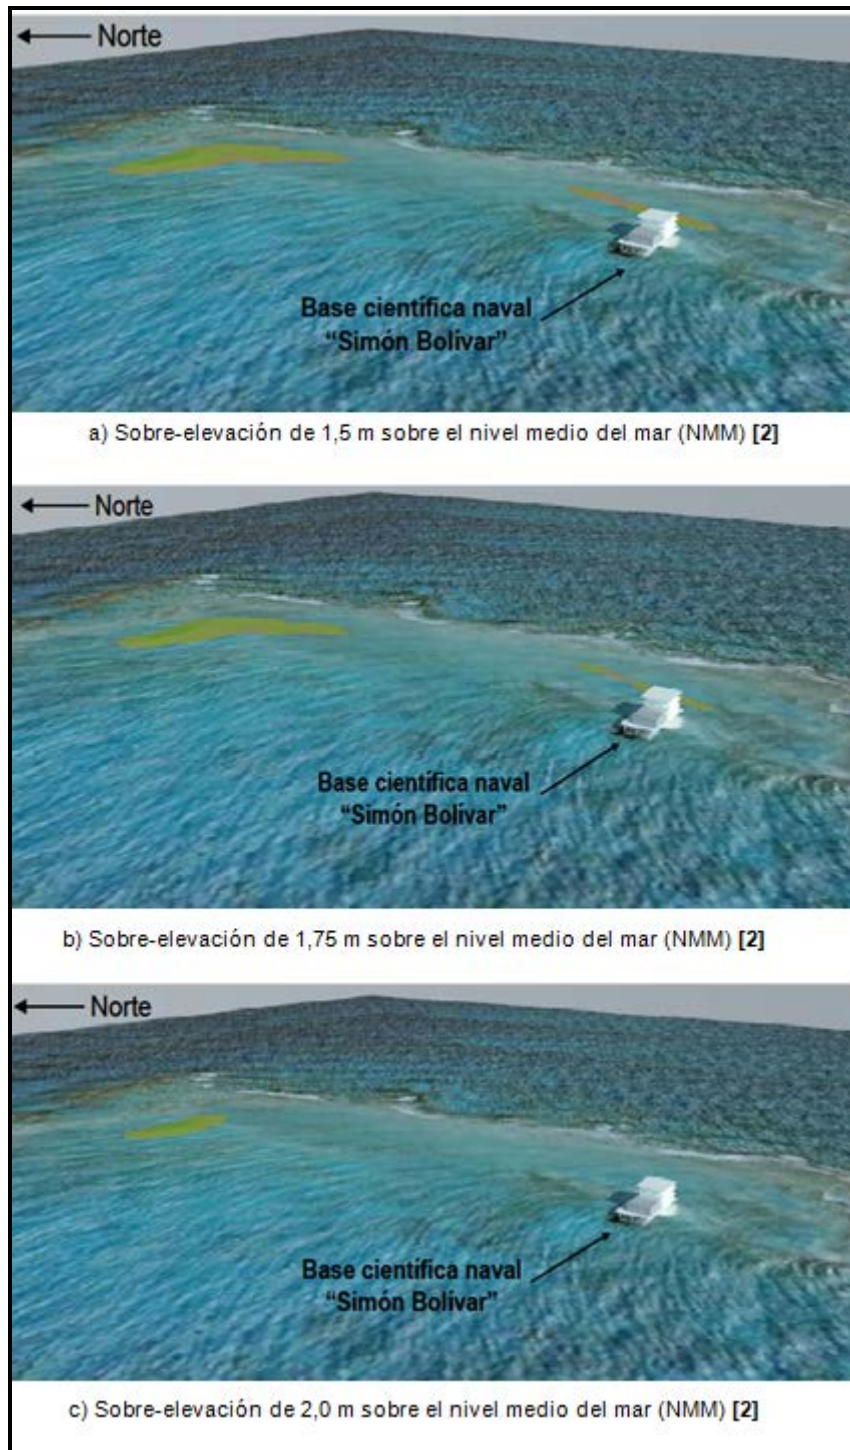 Norte
Base científica naval
“Simón Bolívar”
a) Sobre-elevación de 1,5 m sobre el nivel medio del mar (NMM) [2]
Norte
Base científica naval
“Simón Bolívar”
b) Sobre-elevación de 1,75 m sobre el nivel medio del mar (NMM) [2]
Norte
Base científica naval
“Simón Bolívar”
c) Sobre-elevación de 2,0 m sobre el nivel medio del mar (NMM) [2]